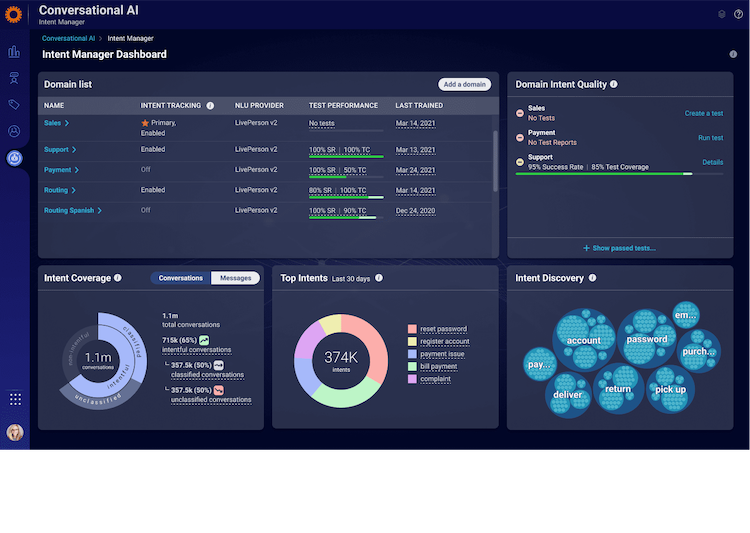 Conversational AI
Intent Manager
Conversational AI > Intent Manager
Intent Manager Dashboard
Domain list
Add a domain
NAME INTENT TRACKING NLU PROVIDER TEST PERFORMANCE LAST TRAINED
Sales > Primary, Enabled LivePerson v2 No tests Mar 14, 2021
Support > Enabled LivePerson v2 100% SR | 100% TC Mar 13, 2021
Payment > Off LivePerson v2 100% SR | 50% TC Mar 24, 2021
Routing > Enabled LivePerson v2 80% SR | 100% TC Mar 14, 2021
Routing Spanish > Off LivePerson v2 100% SR | 90% TC Dec 24, 2020
Domain Intent Quality
Sales
No Tests
Create a test
Payment
No Test Reports
Run test
Support
95% Success Rate | 85% Test Coverage
Details
+ Show passed tests...
Intent Coverage
Conversations
Messages
non intentful
classified
intentful
unclassified
1.1m
conversations
1.1m
total conversations
715k (65%)
intentful conversations
357.5k (50%)
classified conversations
357.5k (50%)
unclassified conversations
Top Intents Last 30 days
374K
intents
reset password
register account
payment issue
bill payment
complaint
Intent Discovery
account
password
em...
purch...
pay...
deliver
return
pick up